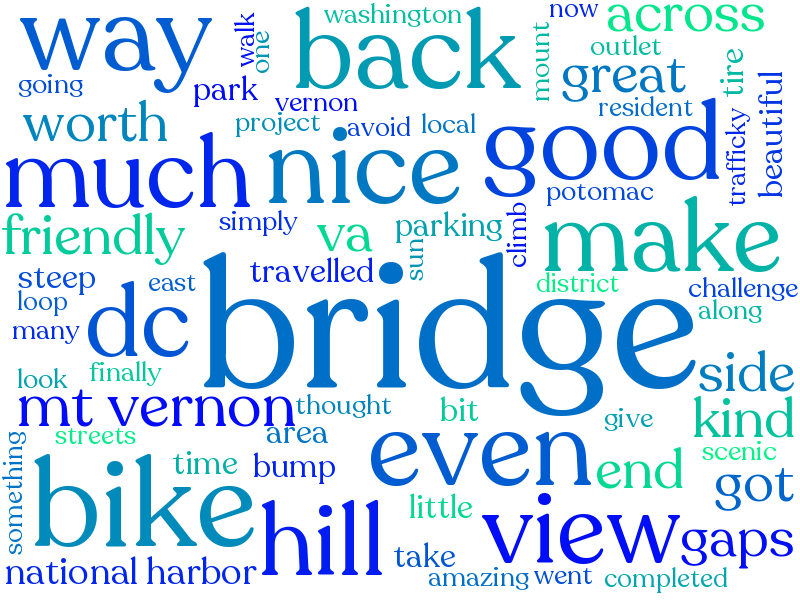 way
back
washington
walk
one
now
across
mount
outlet
going
park
great
tire
vernon
beautiful
worth
project
avoid
local
resident
trafficky
much
nice
good
potomac
friendly
simply
va
parking
climb
make
steep
east
travelled
sun
district
challenge
loop
many
dc
bridge
along
look
finally
side
mt vernon
thought
bit
give
kind
streets
area
something
time
bump
even
end
scenic
got
bike
hill
little
view
gaps
national harbor
take
amazing
went
completed